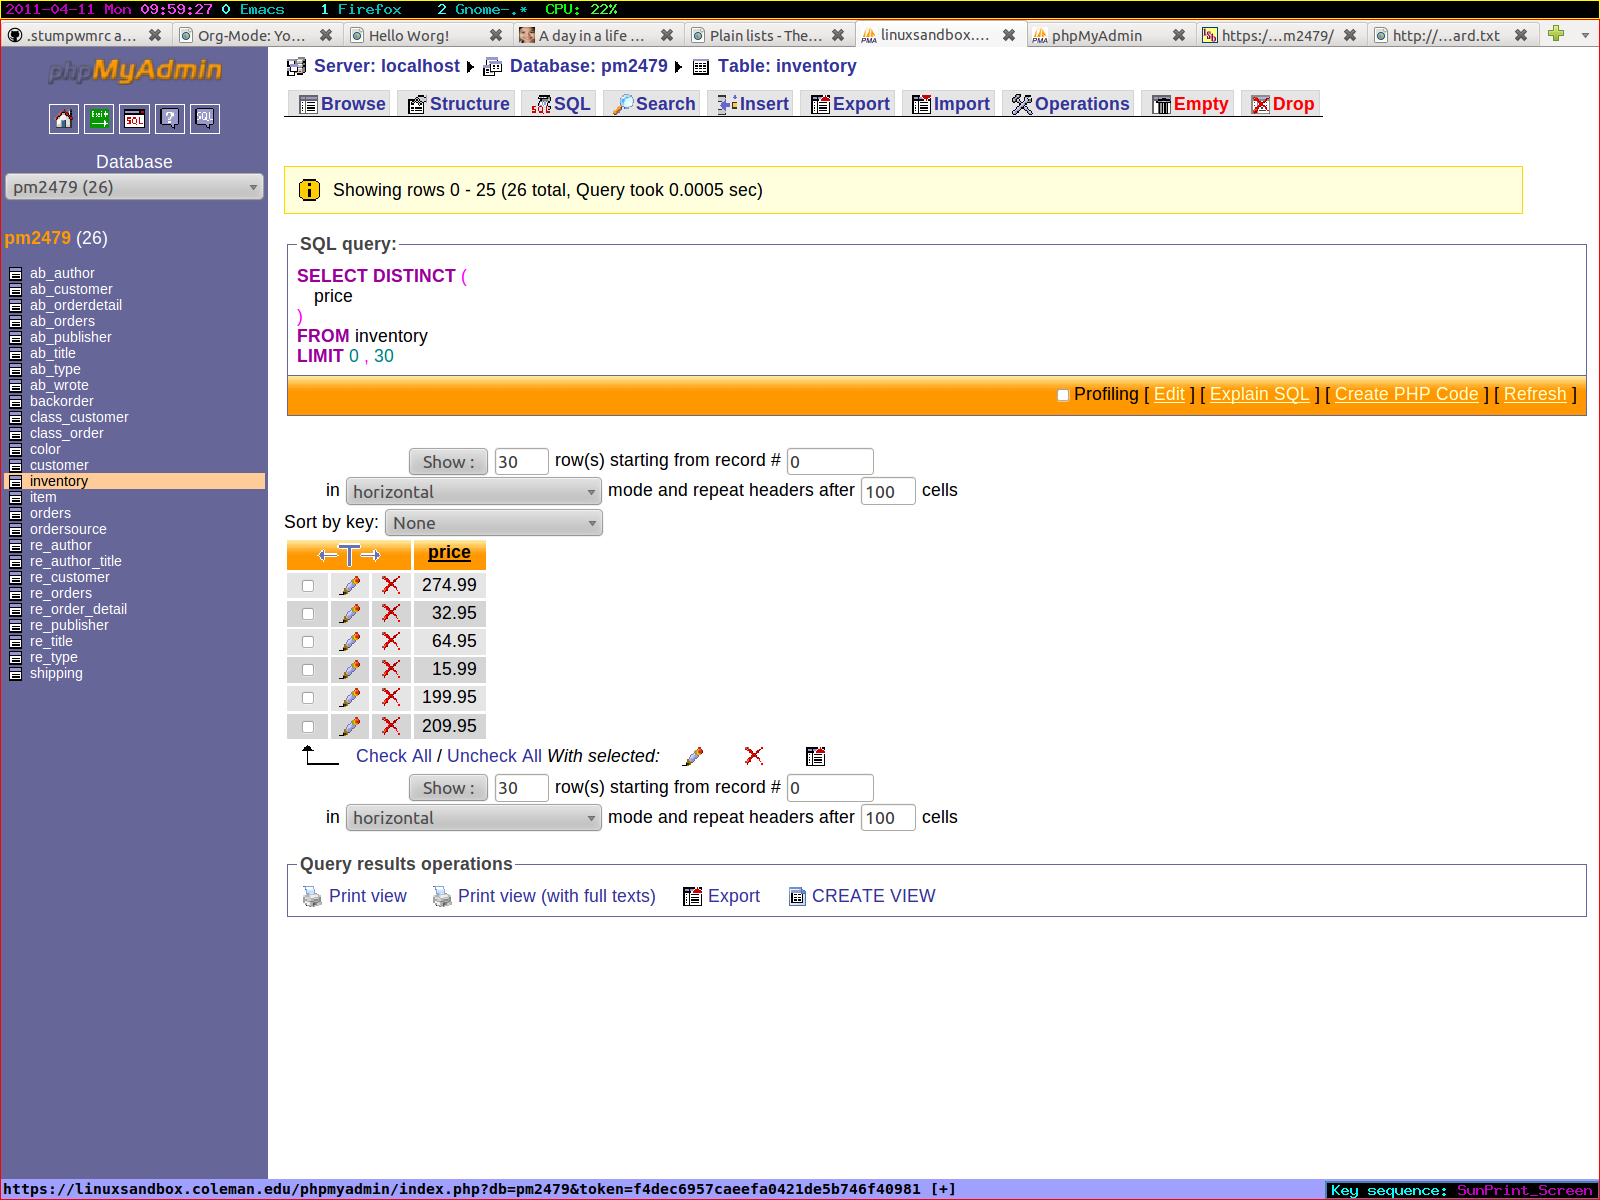 2011-04-11 Mon 09:59:27 0 Emacs 1 Firefox 2 Gnome-.* CPU: 22%
.stumpwmrc a... Org-Mode: Yo... Hello Worg! A day in a life ... Plain lists - The... linuxsandbox.... phpMyAdmin https:/...m2479/ http://...ard.txt
phpMyAdmin
Server: localhost Database: pm2479 Table: inventory
Browse Structure SQL Search Insert Export Import Operations Empty Drop
Database
pm2479 (26)
pm2479 (26)
ab_author
ab_customer
ab_orderdetail
ab_orders
ab_publisher
ab_title
ab_type
ab_wrote
backorder
class_customer
class_order
color
customer
inventory
item
orders
ordersource
re_author
re_author_title
re_customer
re_orders
re_order_detail
re_publisher
re_title
re_type
shipping
Showing rows 0 - 25 (26 total, Query took 0.0005 sec)
SQL query:
SELECT DISTINCT (
price
)
FROM inventory
LIMIT 0 , 30
Profiling [ Edit ] [ Explain SQL ] [ Create PHP Code ] [ Refresh ]
Show : 30 row(s) starting from record # 0
in horizontal mode and repeat headers after 100 cells
Sort by key: None
price
274.99
32.95
64.95
15.99
199.95
209.95
Check All / Uncheck All With selected:
Show : 30 row(s) starting from record # 0
in horizontal mode and repeat headers after 100 cells
Query results operations
Print view Print view (with full texts) Export CREATE VIEW
https://linuxsandbox.coleman.edu/phpmyadmin/index.php?db=pm2479&token=f4dec6957caeefa0421de5b746f40981 [+]
Key sequence: SunPrint_Screen